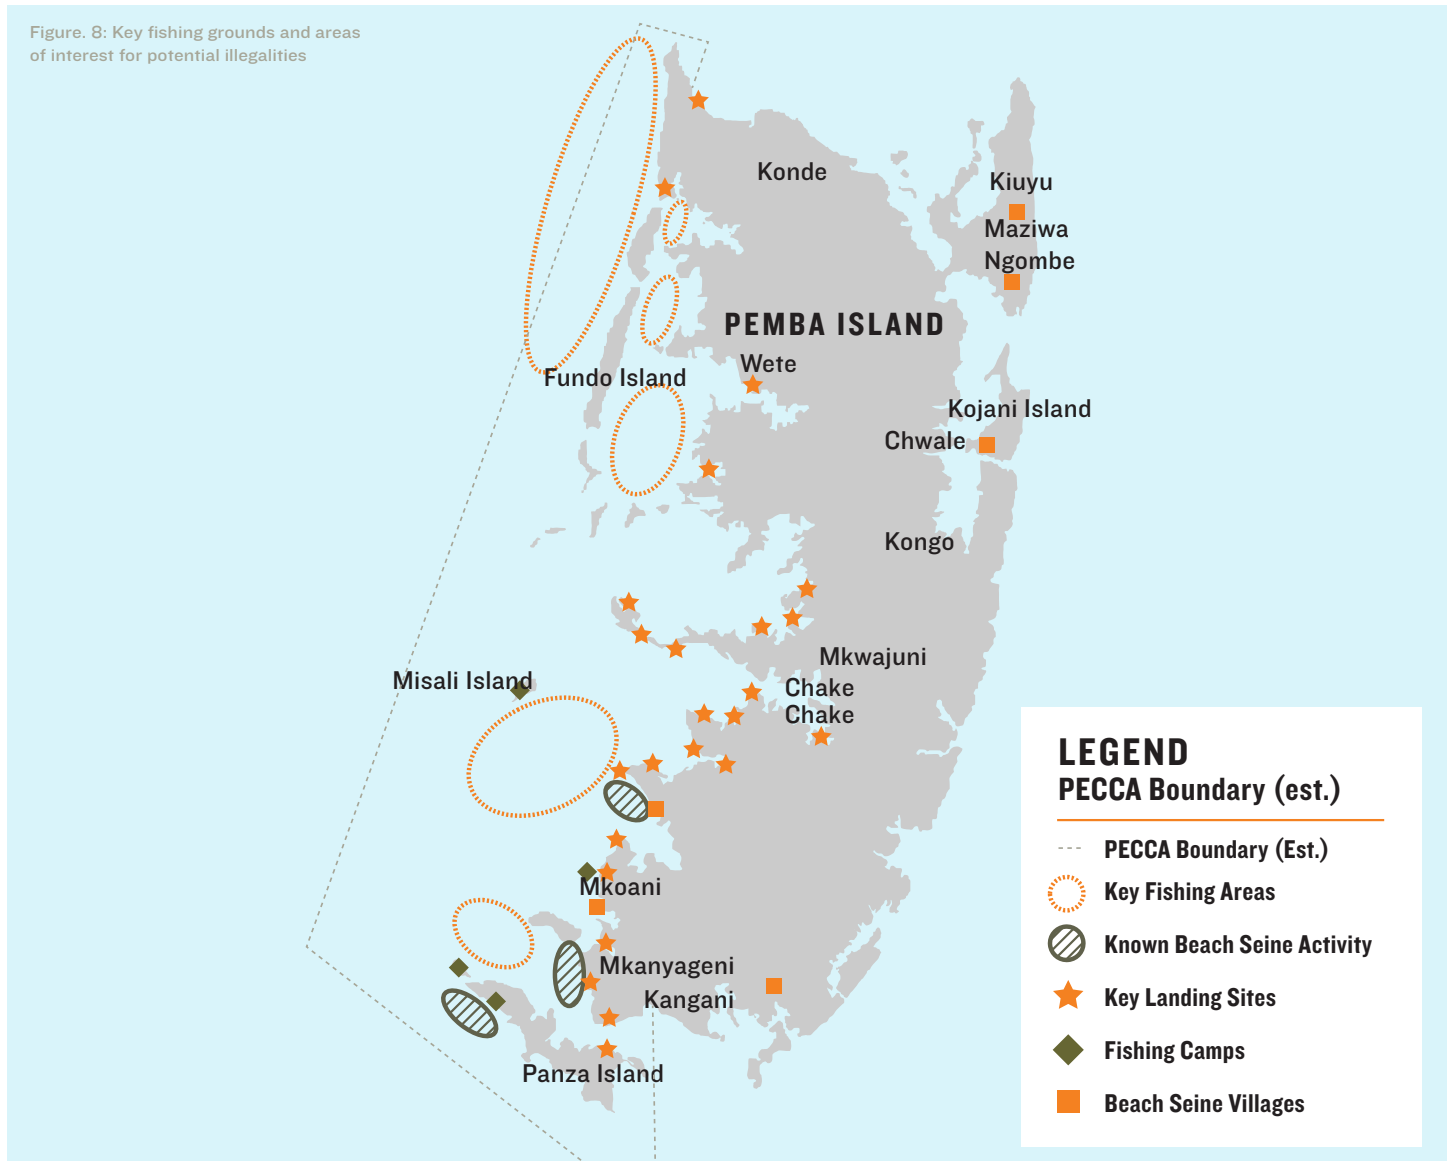 Figure. 8: Key fishing grounds and areas
of interest for potential illegalities
Konde
Kiuyu
Maziwa
Ngombe
PEMBA ISLAND
Wete
Fundo Island
Kojani Island
Chwale
Kongo
Mkwajuni
Misali Island
Chake
Chake
Mkoani
Mkanyageni
Kangani
Panza Island
LEGEND
PECCA Boundary (est.)
PECCA Boundary (Est.)
Key Fishing Areas
Known Beach Seine Activity
Key Landing Sites
Fishing Camps
Beach Seine Villages